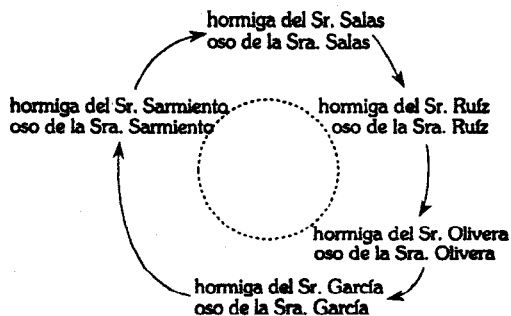 hormiga del Sr. Salas
oso de la Sra. Salas
hormiga del Sr. Sarmiento
oso de la Sra. Sarmiento
hormiga del Sr. Ruíz
oso de la Sra. Ruíz
hormiga del Sr. Olivera
oso de la Sra. Olivera
hormiga del Sr. García
oso de la Sra. García